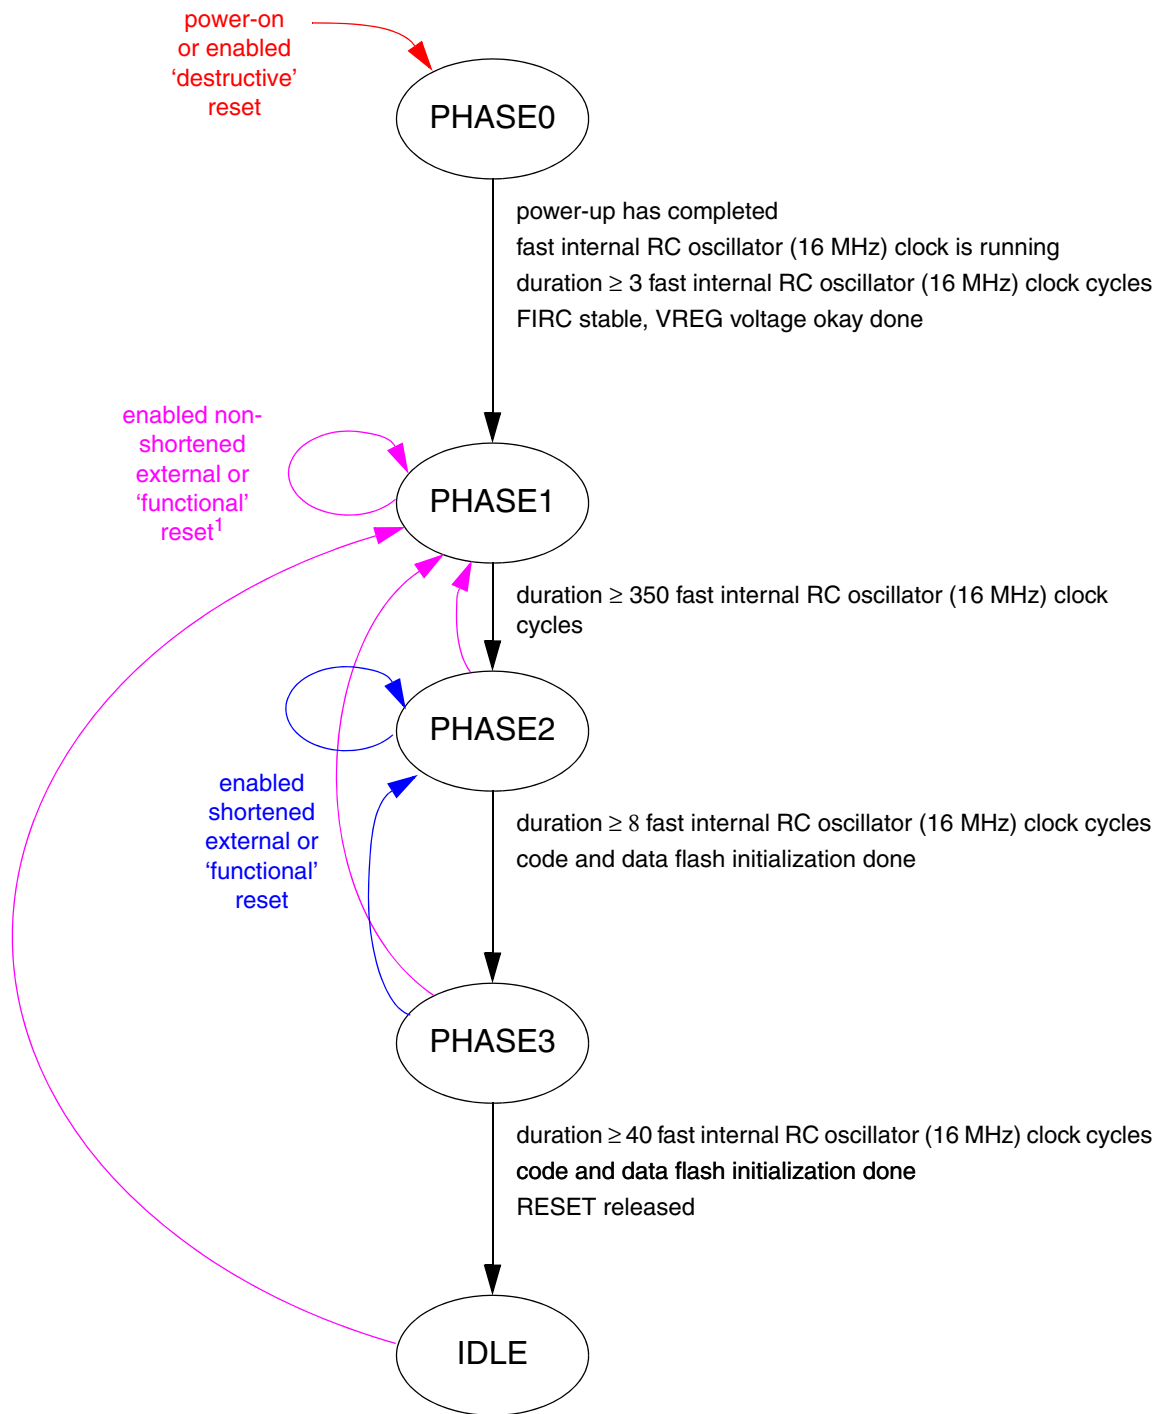 power-on
or enabled
‘destructive’
reset
PHASE0
power-up has completed
fast internal RC oscillator (16 MHz) clock is running
duration ≥ 3 fast internal RC oscillator (16 MHz) clock cycles
FIRC stable, VREG voltage okay done
enabled non-
shortened
external or
‘functional’
reset1
PHASE1
duration ≥ 350 fast internal RC oscillator (16 MHz) clock
cycles
PHASE2
enabled
shortened
external or
‘functional’
reset
duration ≥ 8 fast internal RC oscillator (16 MHz) clock cycles
code and data flash initialization done
PHASE3
duration ≥ 40 fast internal RC oscillator (16 MHz) clock cycles
code and data flash initialization done
RESET released
IDLE